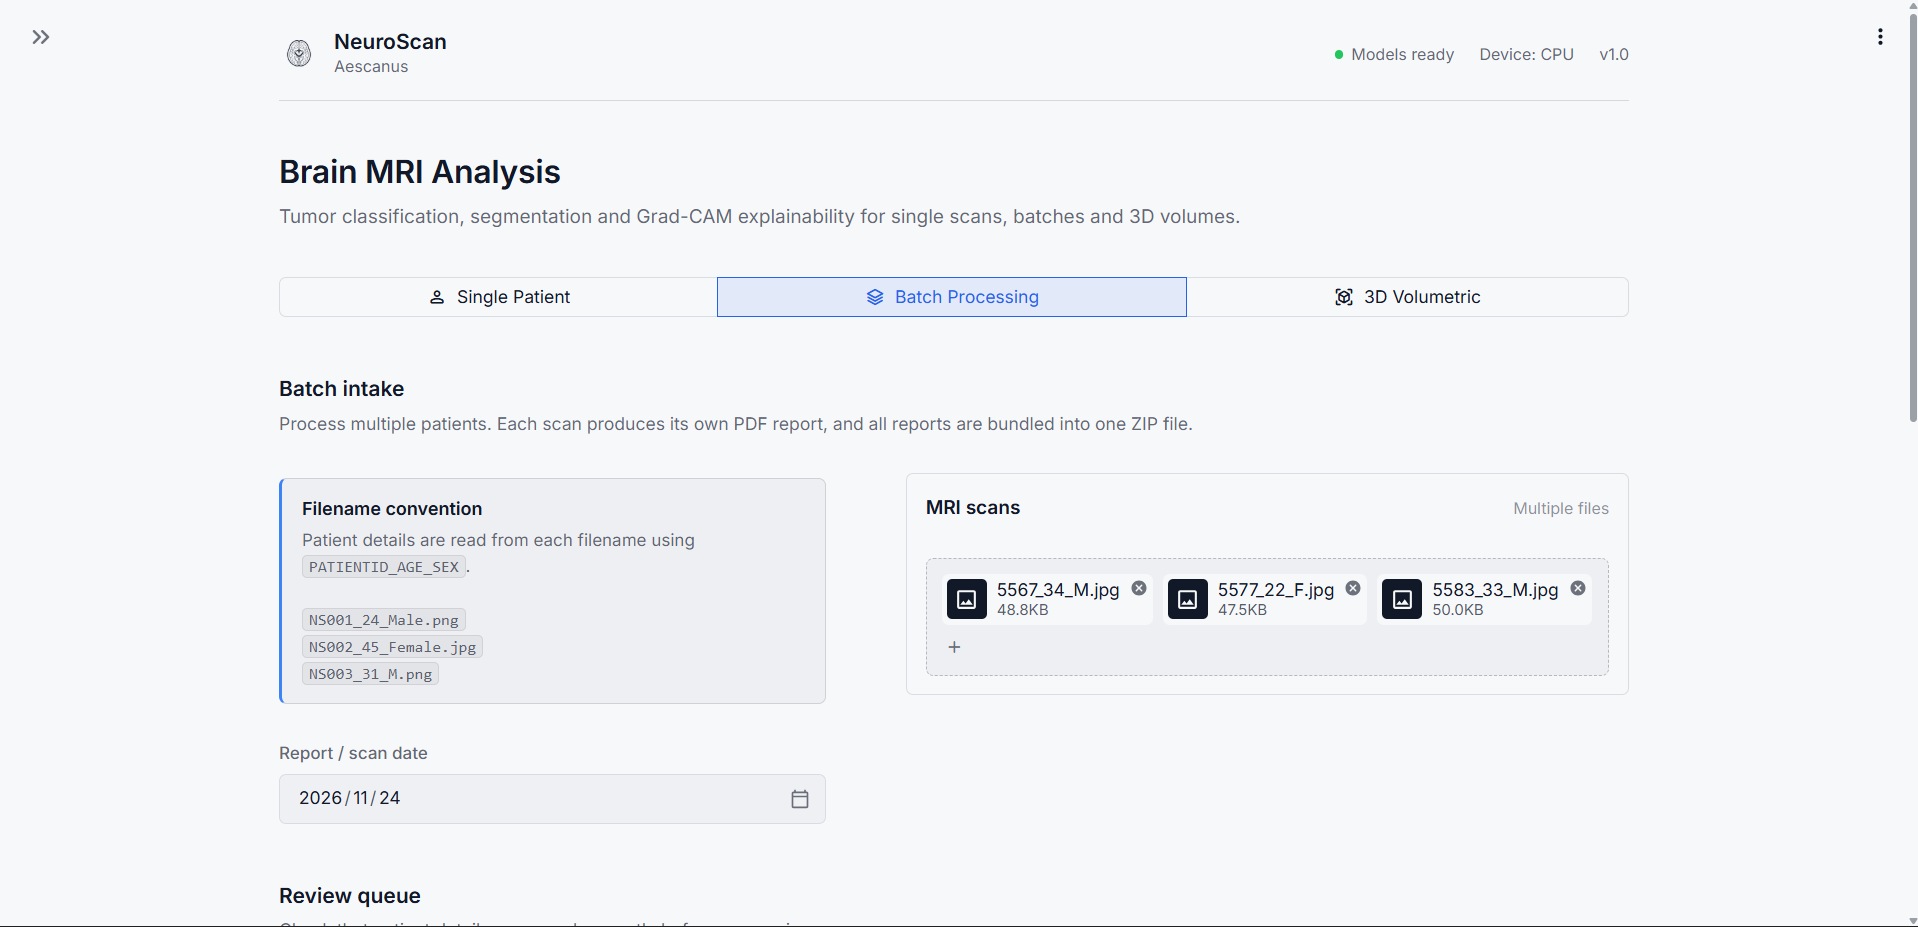 NeuroScan
Aescanus
Models ready
Device: CPU
v1.0
Brain MRI Analysis
Tumor classification, segmentation and Grad-CAM explainability for single scans, batches and 3D volumes.
Single Patient
Batch Processing
3D Volumetric
Batch intake
Process multiple patients. Each scan produces its own PDF report, and all reports are bundled into one ZIP file.
Filename convention
Patient details are read from each filename using
PATIENTID_AGE_SEX.
NS001_24_Male.png
NS002_45_Female.jpg
NS003_31_M.png
MRI scans
Multiple files
5567_34_M.jpg
48.8KB
5577_22_F.jpg
47.5KB
5583_33_M.jpg
50.0KB
Report / scan date
2026/11/24
Review queue